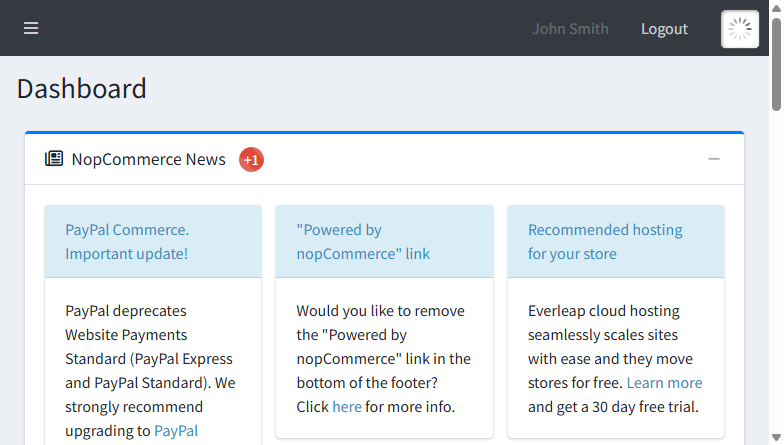 John Smith
Logout
Dashboard
NopCommerce News +1
PayPal Commerce.
Important update!
PayPal deprecates
Website Payments
Standard (PayPal Express
and PayPal Standard). We
strongly recommend
upgrading to PayPal
"Powered by
nopCommerce" link
Would you like to remove
the "Powered by
nopCommerce" link in the
bottom of the footer?
Click here for more info.
Recommended hosting
for your store
Everleap cloud hosting
seamlessly scales sites
with ease and they move
stores for free. Learn more
and get a 30 day free trial.